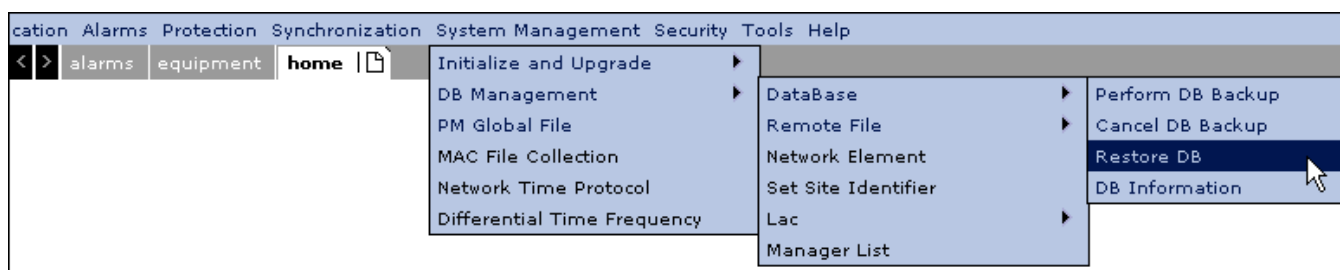 cation Alarms Protection Synchronization System Management Security Tools Help
< > alarms equipment home
Initialize and Upgrade
DB Management
PM Global File
MAC File Collection
Network Time Protocol
Differential Time Frequency
DataBase
Remote File
Network Element
Set Site Identifier
Lac
Manager List
Perform DB Backup
Cancel DB Backup
Restore DB
DB Information